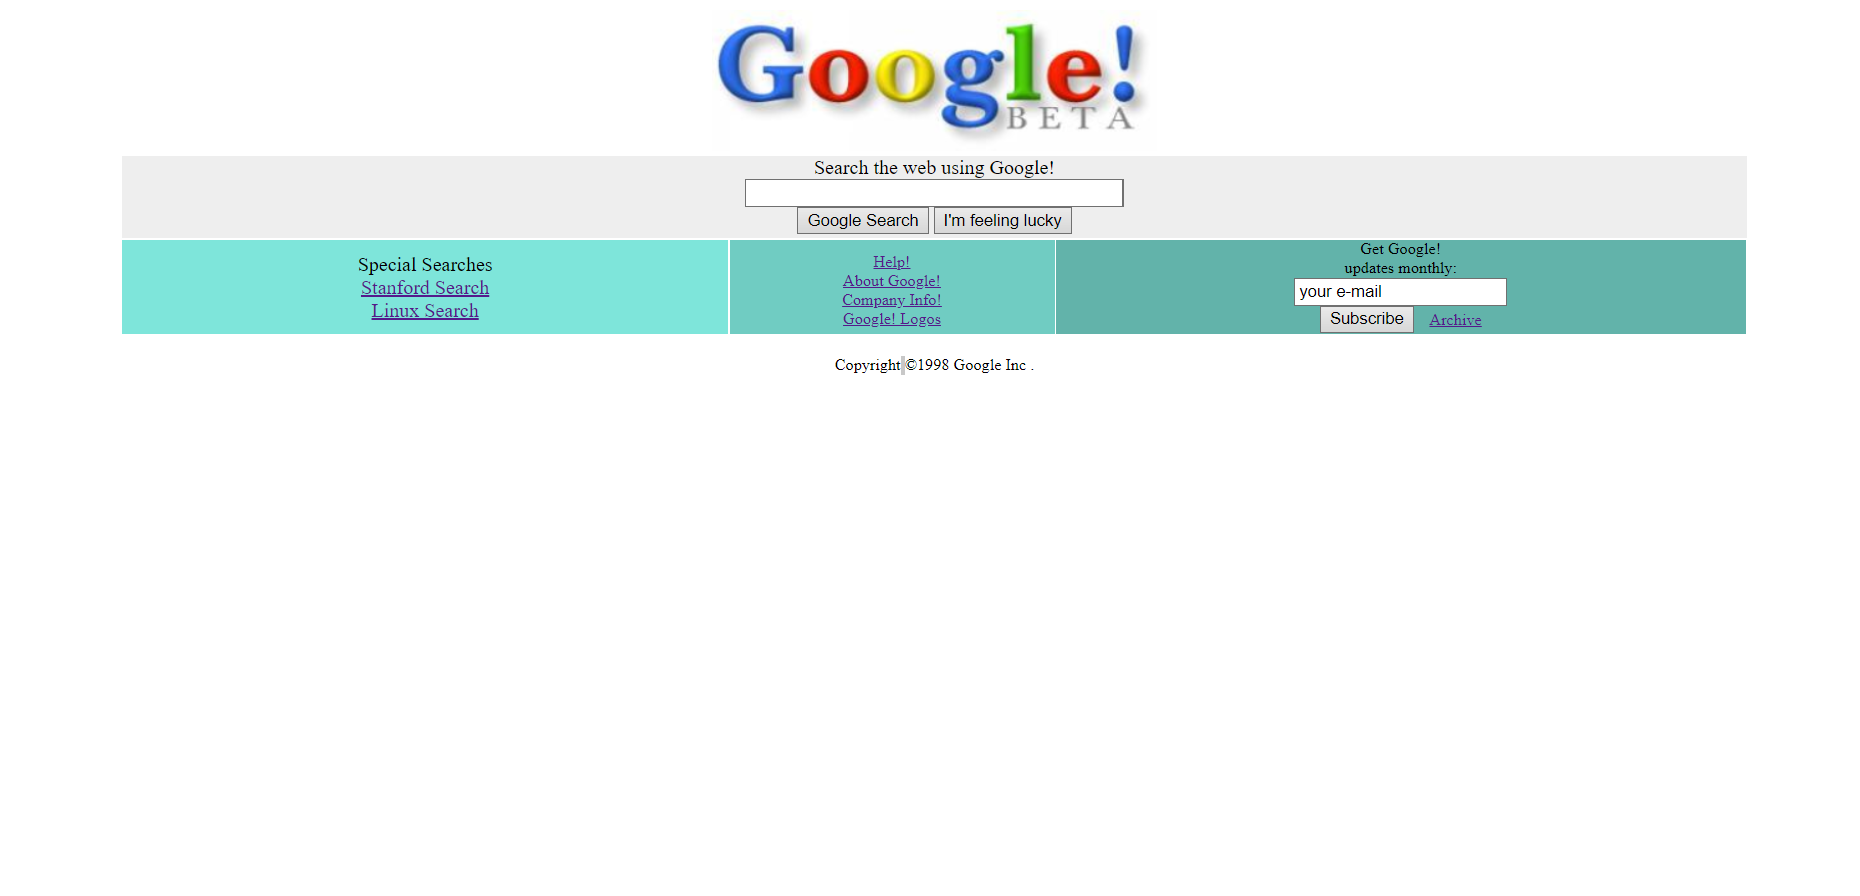 Google!
BETA
Search the web using Google!
Google Search I'm feeling lucky
Special Searches
Stanford Search
Linux Search
Help!
About Google!
Company Info!
Google! Logos
Get Google!
updates monthly:
your e-mail
Subscribe Archive
Copyright ©1998 Google Inc .